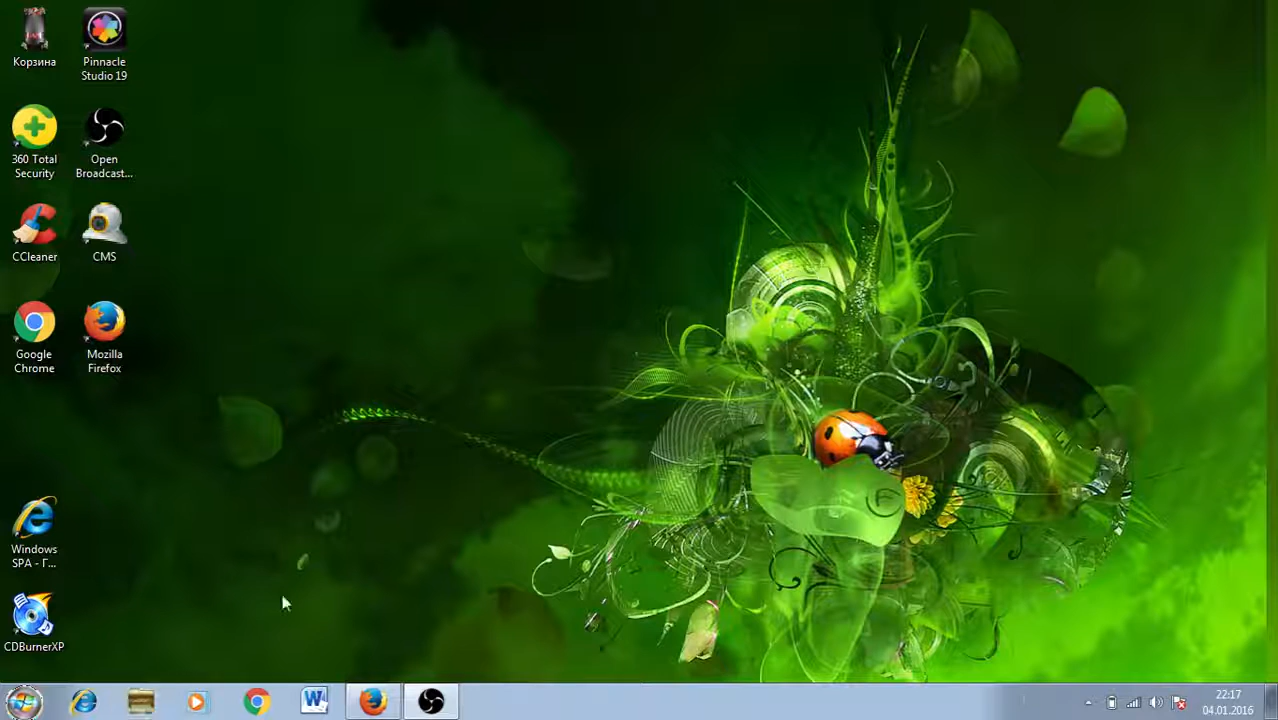 Корзина
Pinnacle
Studio 19
360 Total
Security
Open
Broadcast...
CCleaner
CMS
Google
Chrome
Mozilla
Firefox
Windows
SPA - Г...
CDBurnerXP
22:17
04.01.2016